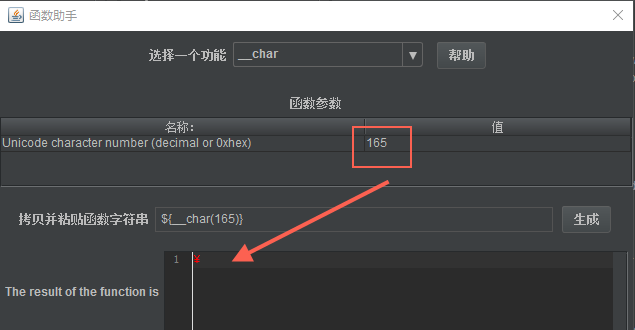 函数助手
选择一个功能 __char 帮助
函数参数
名称: 值
Unicode character number (decimal or 0xhex) 165
拷贝并粘贴函数字符串 ${__char(165)} 生成
1 ¥
The result of the function is